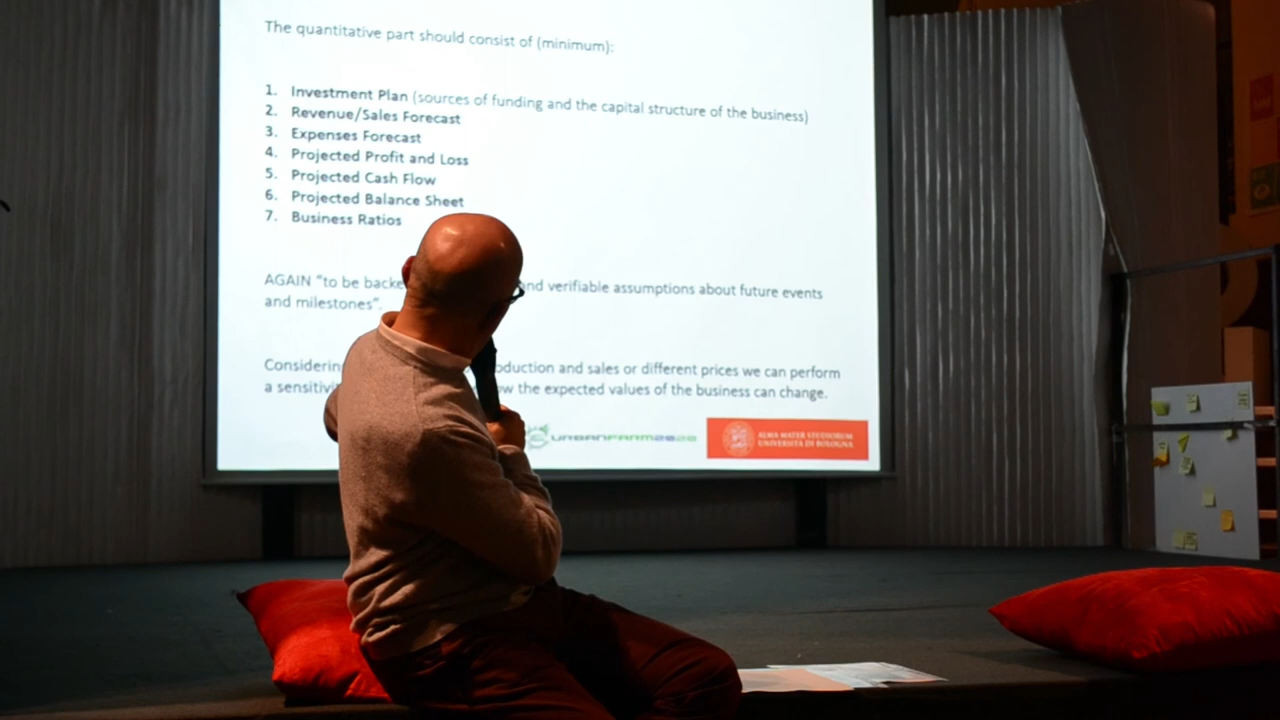 The quantitative part should consist of (minimum):
1. Investment Plan (sources of funding and the capital structure of the business)
2. Revenue/Sales Forecast
3. Expenses Forecast
4. Projected Profit and Loss
5. Projected Cash Flow
6. Projected Balance Sheet
7. Business Ratios
AGAIN "to be backe and verifiable assumptions about future events
and milestones".
Considerin oduction and sales or different prices we can perform
a sensitivi ow the expected values of the business can change.
URBANFARM2020
ALMA MATER STUDIORUM
UNIVERSITÀ DI BOLOGNA